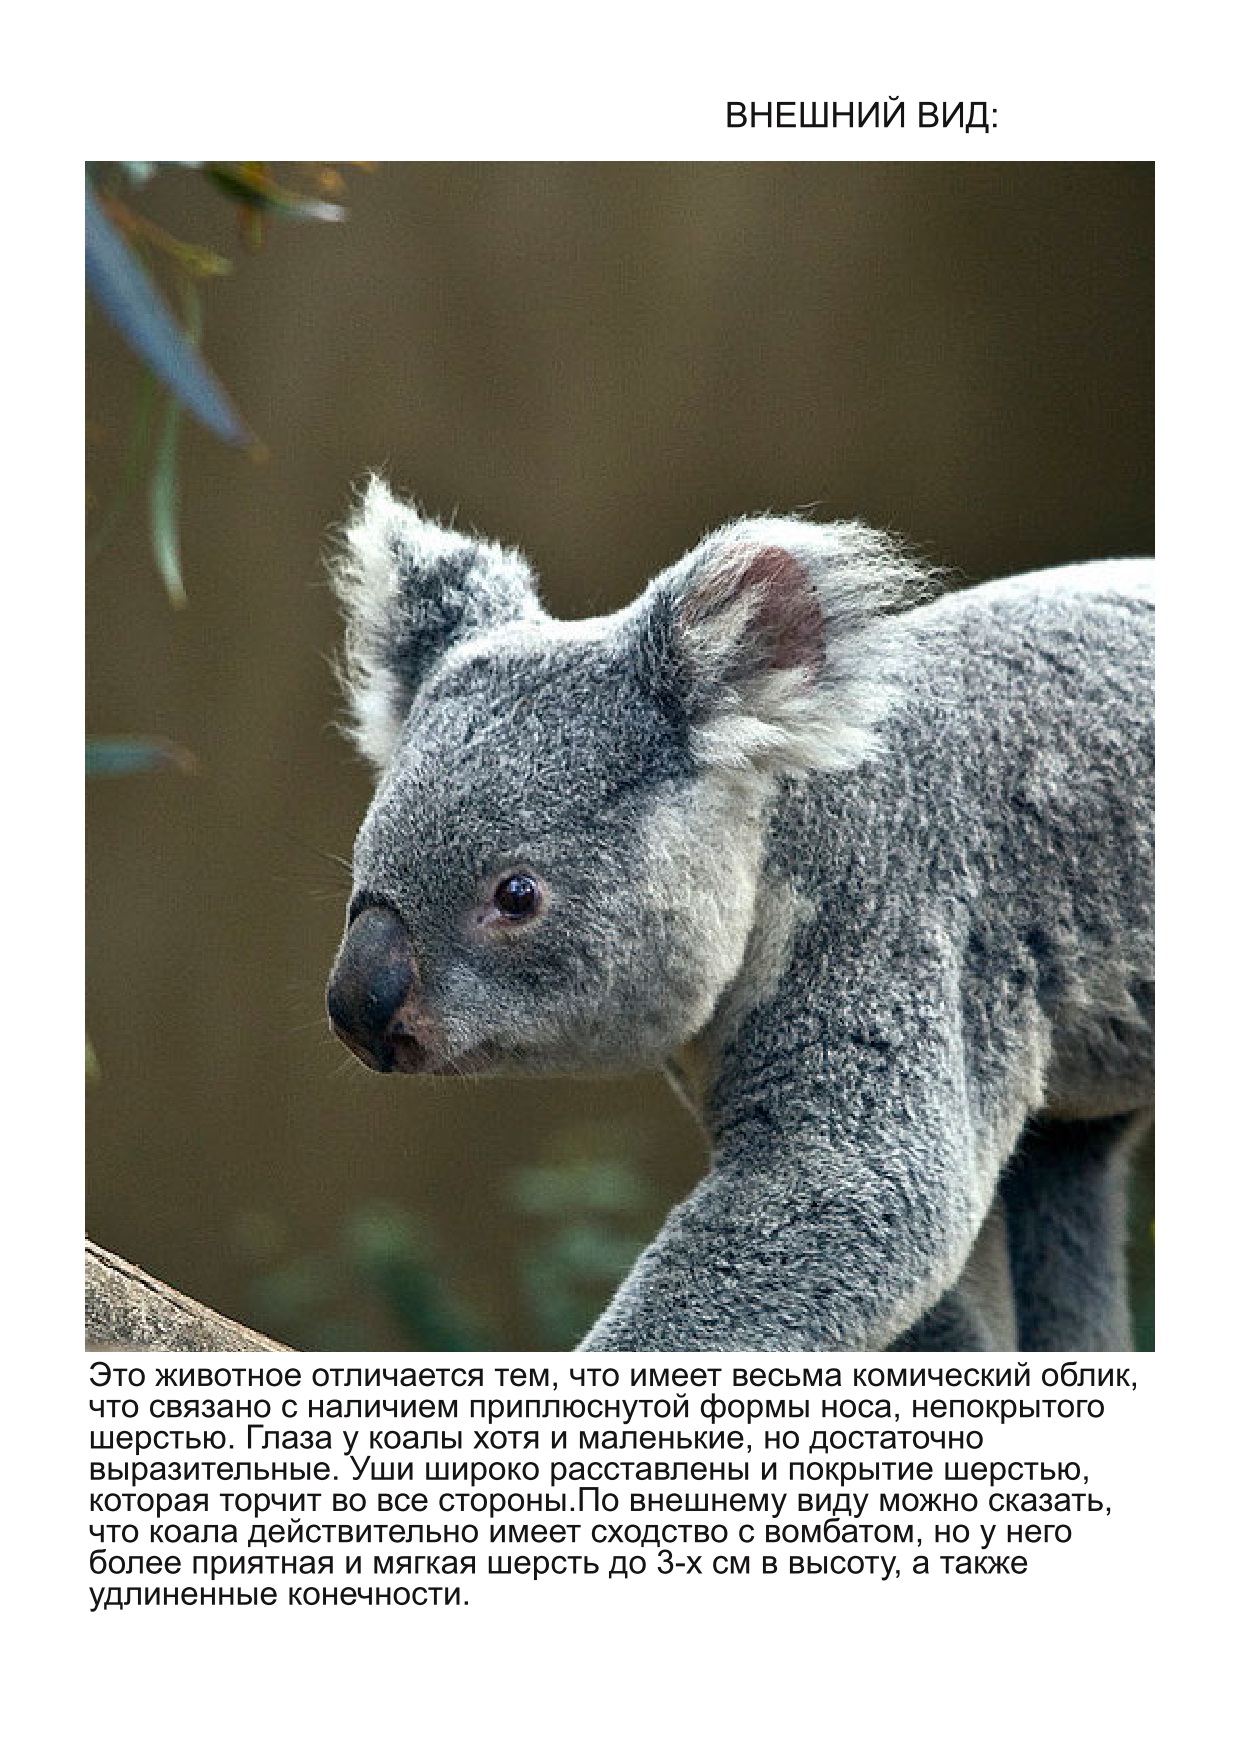 ВНЕШНИЙ ВИД:
Это животное отличается тем, что имеет весьма комический облик,
что связано с наличием приплюснутой формы носа, непокрытого
шерстью. Глаза у коалы хотя и маленькие, но достаточно
выразительные. Уши широко расставлены и покрытие шерстью,
которая торчит во все стороны.По внешнему виду можно сказать,
что коала действительно имеет сходство с вомбатом, но у него
более приятная и мягкая шерсть до 3-х см в высоту, а также
удлиненные конечности.